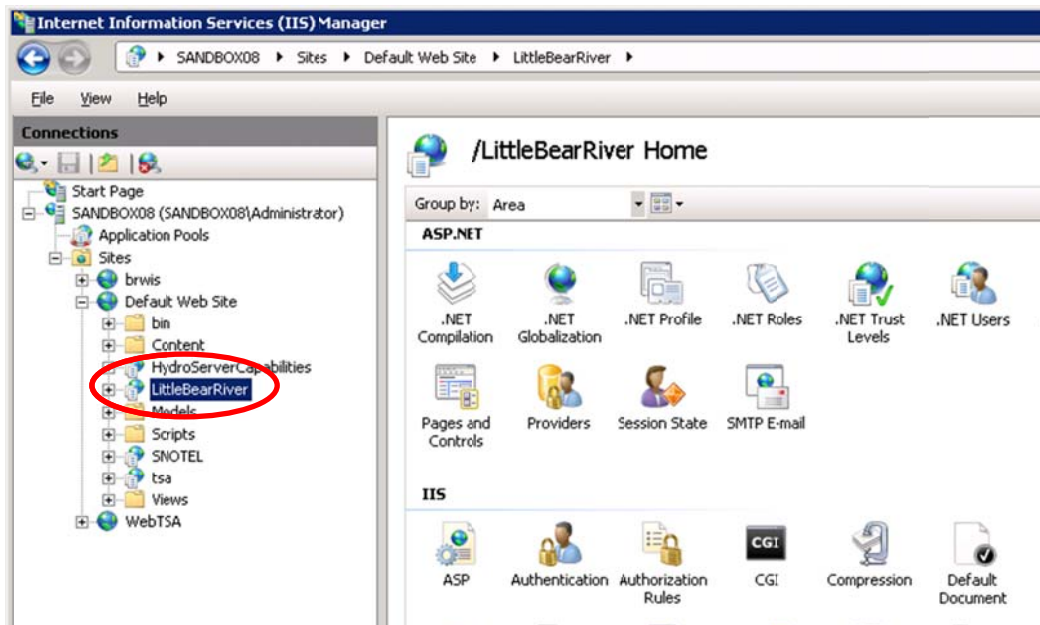 Internet Information Services (IIS) Manager
SANDBOX08 Sites Default Web Site LittleBearRiver
File View Help
Connections
Start Page
SANDBOX08 (SANDBOX08\Administrator)
Application Pools
Sites
brwis
Default Web Site
bin
Content
HydroServerCapabilities
LittleBearRiver
Models
Scripts
SNOTEL
tsa
Views
WebTSA
/LittleBearRiver Home
Group by: Area
ASP.NET
.NET Compilation
.NET Globalization
.NET Profile
.NET Roles
.NET Trust Levels
.NET Users
Pages and Controls
Providers
Session State
SMTP E-mail
IIS
CGI
ASP
Authentication
Authorization Rules
CGI
Compression
Default Document